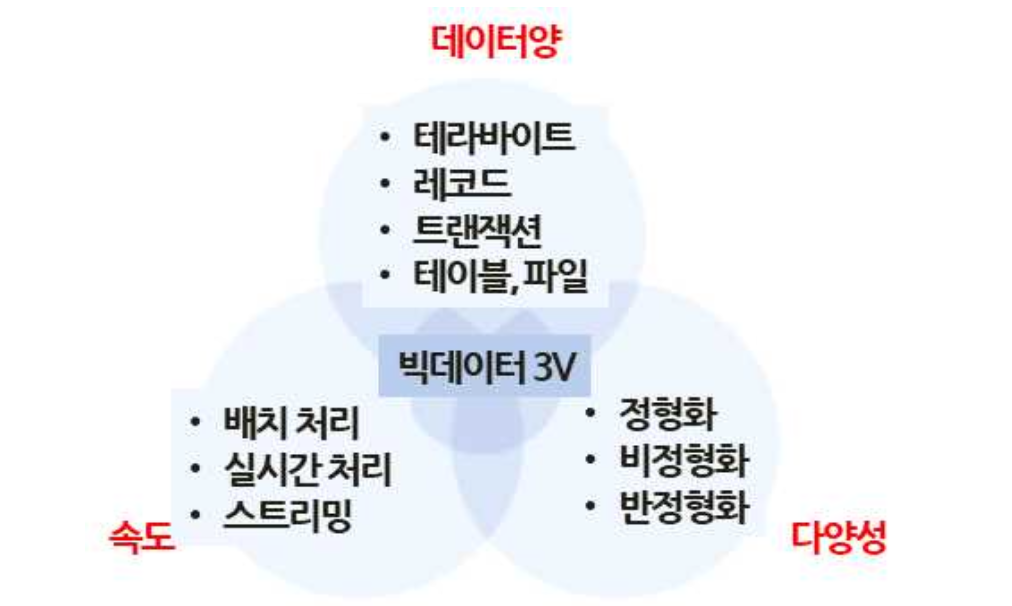 데이터양
• 테라바이트
• 레코드
• 트랜잭션
• 테이블, 파일
빅데이터 3V
• 배치 처리
• 실시간 처리
• 스트리밍
속도
• 정형화
• 비정형화
• 반정형화
다양성